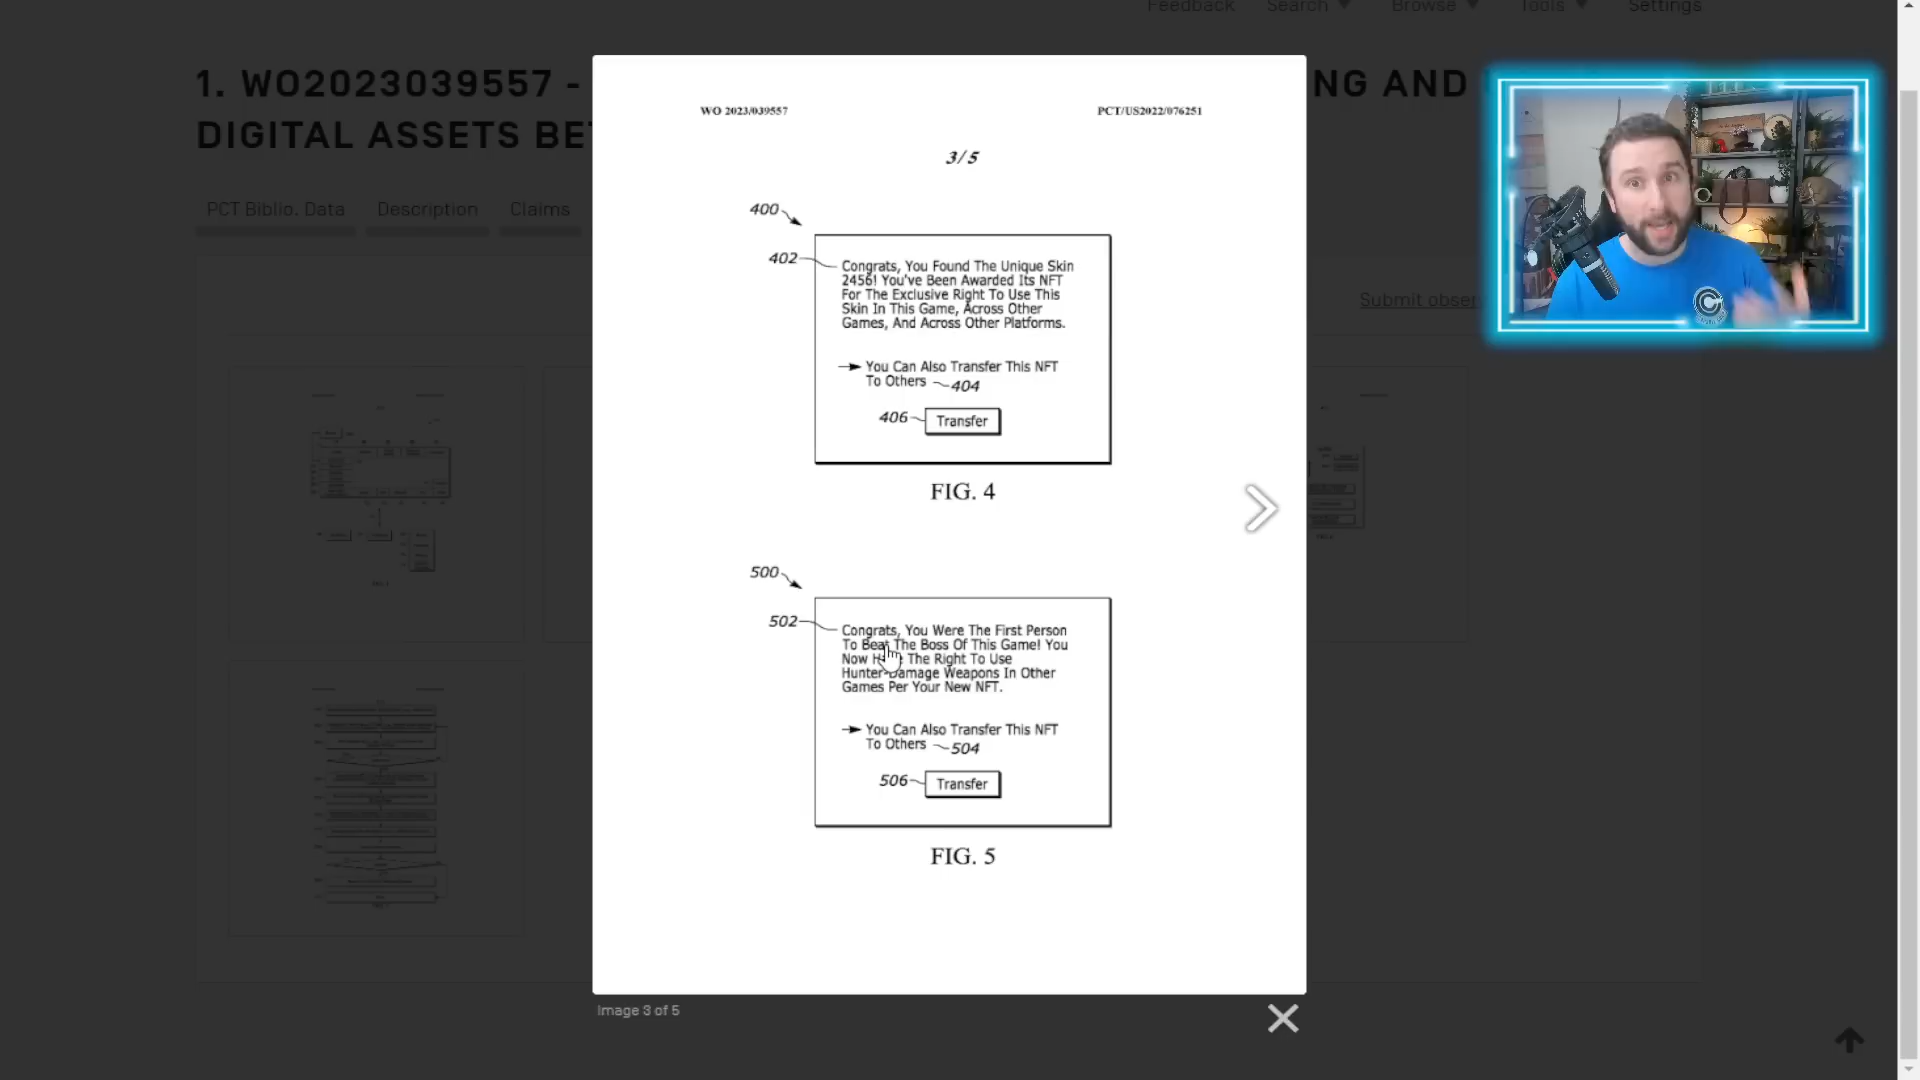 Feedback Search Browse Tools Settings
1. WO2023039557 - NG AND
DIGITAL ASSETS BE
PCT Biblio. Data Description Claims
Submit obser
WO 2023/039557 PCT/US2022/076251
3/5
400
402
Congrats, You Found The Unique Skin
2456! You've Been Awarded Its NFT
For The Exclusive Right To Use This
Skin In This Game, Across Other
Games, And Across Other Platforms.
You Can Also Transfer This NFT
To Others 404
406 Transfer
FIG. 4
500
502
Congrats, You Were The First Person
To Beat The Boss Of This Game! You
Now The Right To Use
Hunter-Damage Weapons In Other
Games Per Your New NFT.
You Can Also Transfer This NFT
To Others 504
506 Transfer
FIG. 5
Image 3 of 5